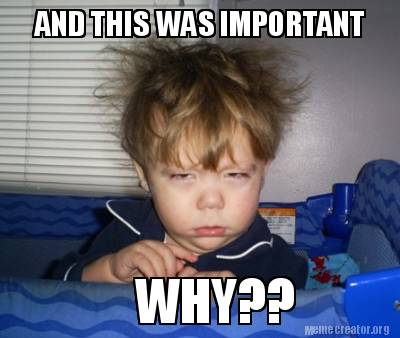 AND THIS WAS IMPORTANT
WHY??
Memecreator.org